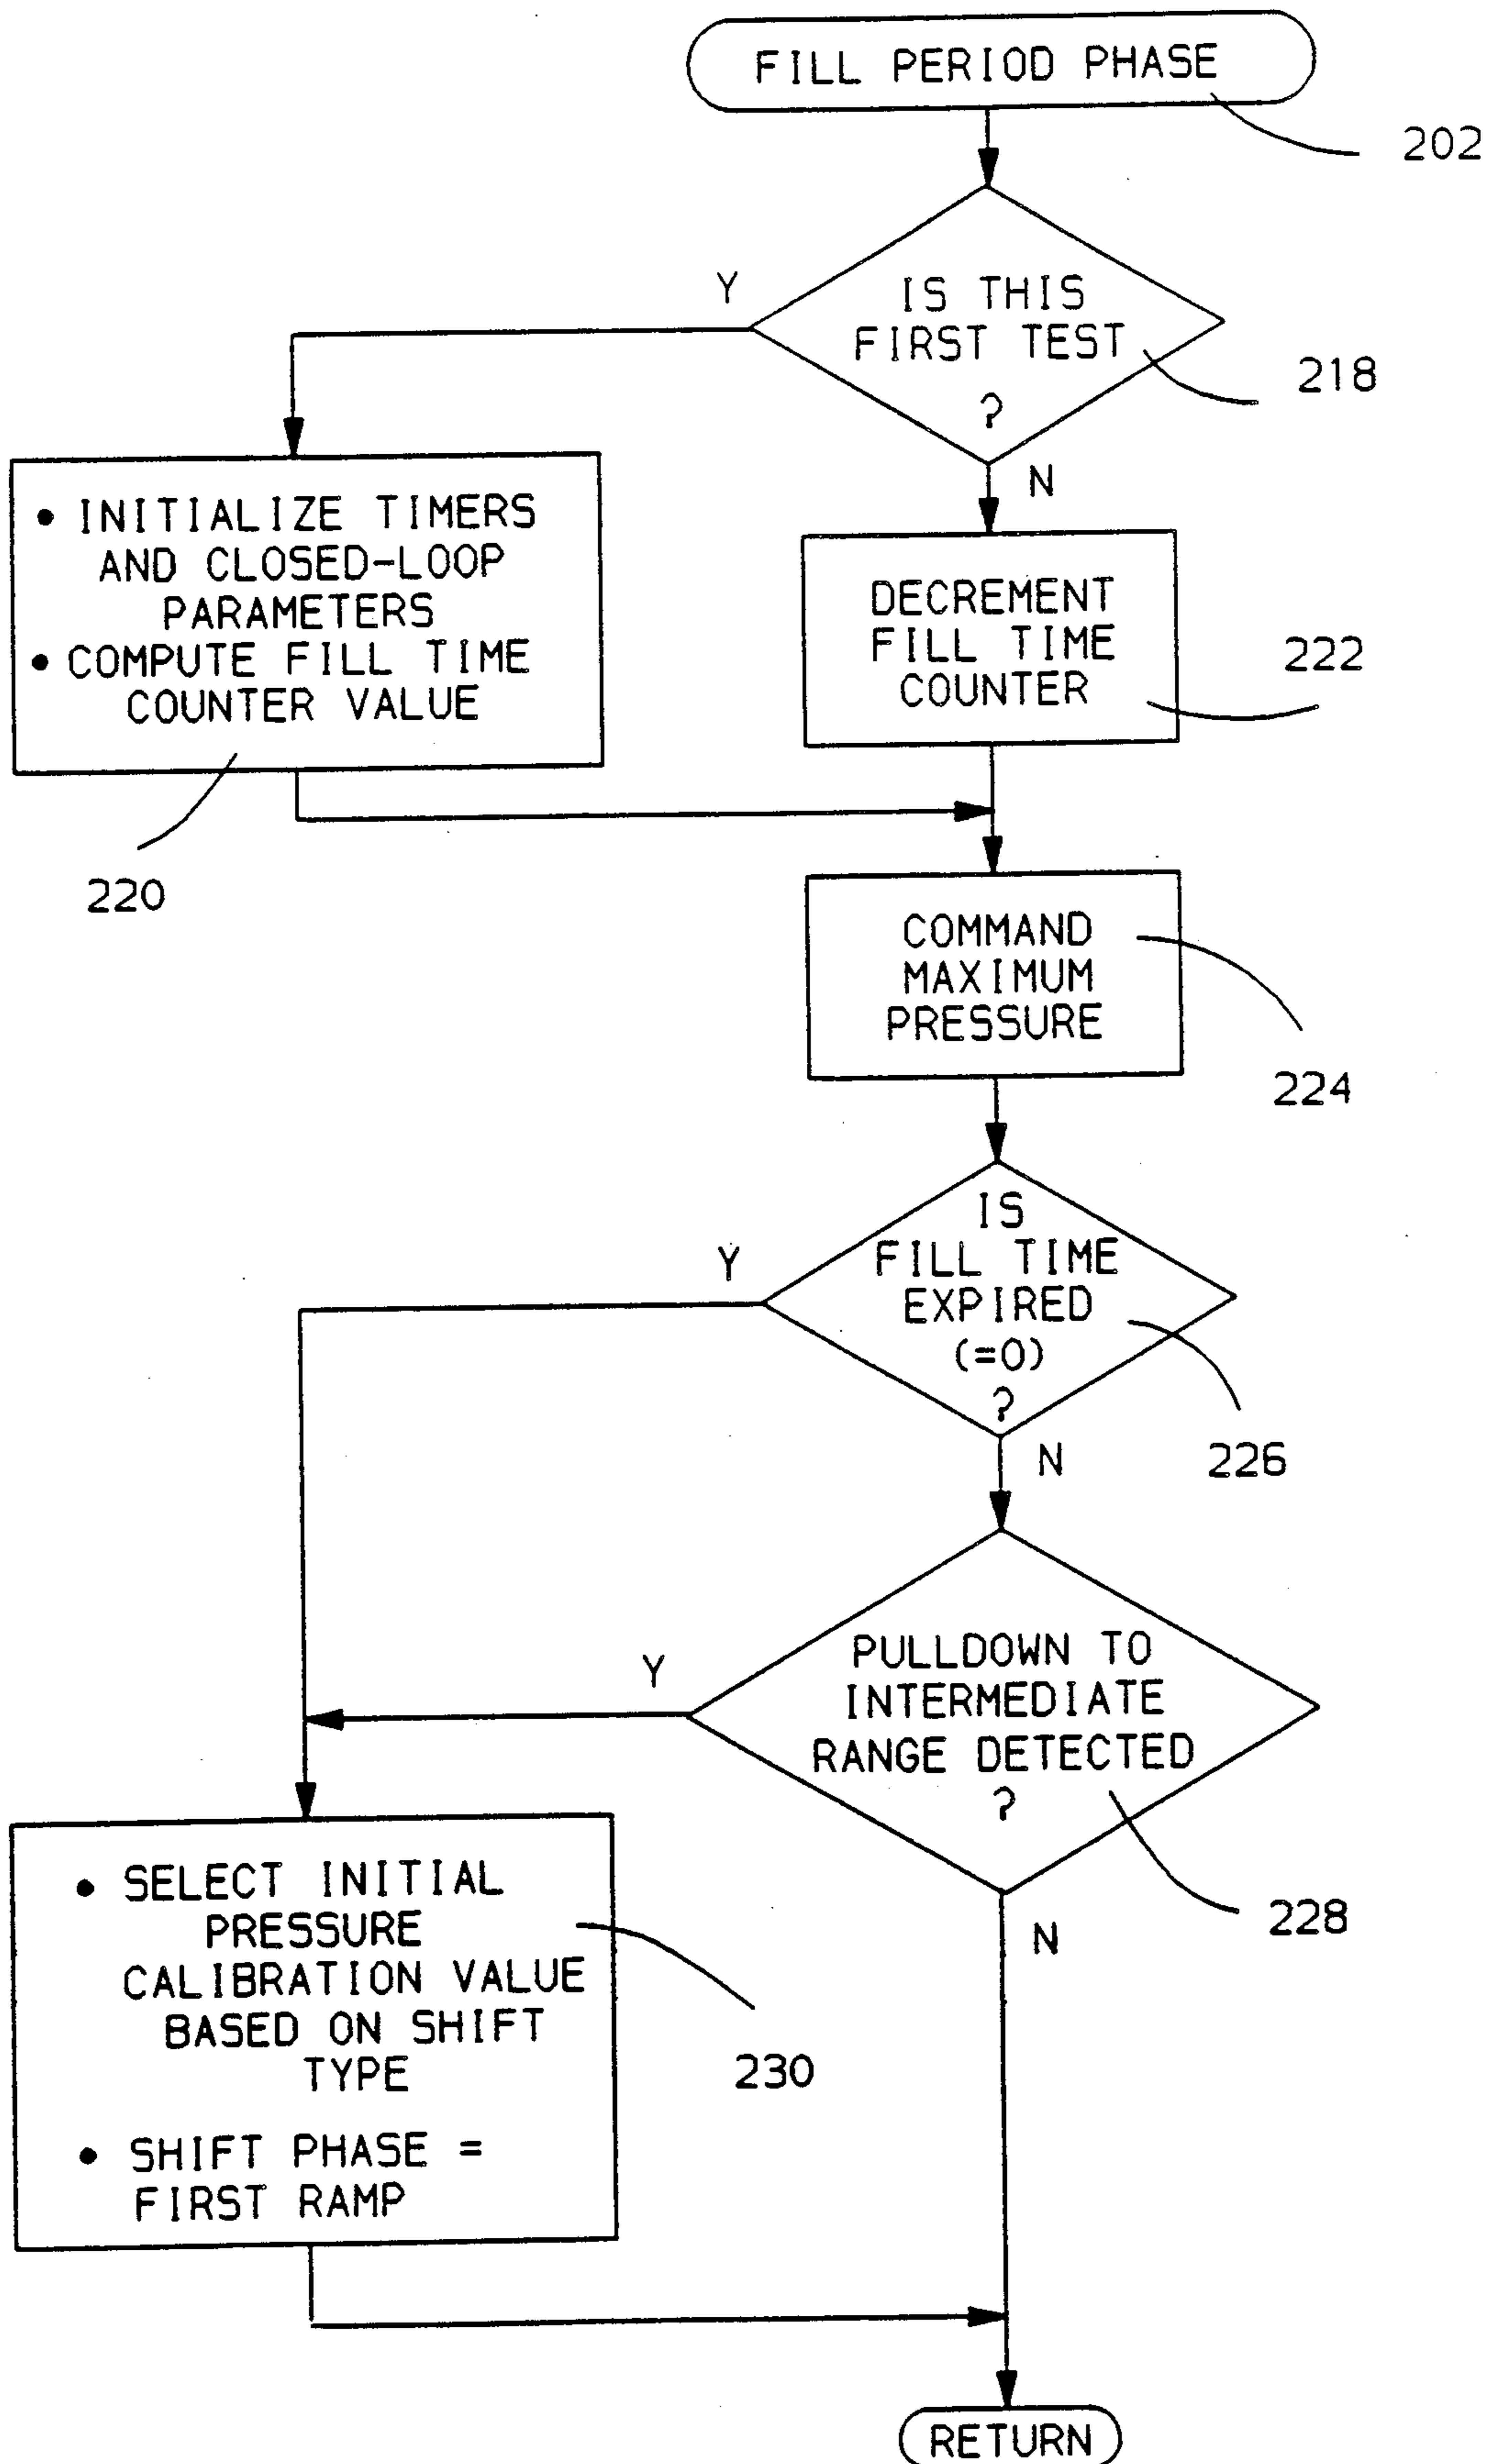 FILL PERIOD PHASE
202
IS THIS
FIRST TEST
?
218
Y
N
• INITIALIZE TIMERS
AND CLOSED-LOOP
PARAMETERS
• COMPUTE FILL TIME
COUNTER VALUE
220
DECREMENT
FILL TIME
COUNTER
222
COMMAND
MAXIMUM
PRESSURE
224
IS
FILL TIME
EXPIRED
(=0)
?
226
Y
N
PULLDOWN TO
INTERMEDIATE
RANGE DETECTED
?
228
Y
N
• SELECT INITIAL
PRESSURE
CALIBRATION VALUE
BASED ON SHIFT
TYPE
• SHIFT PHASE =
FIRST RAMP
230
RETURN